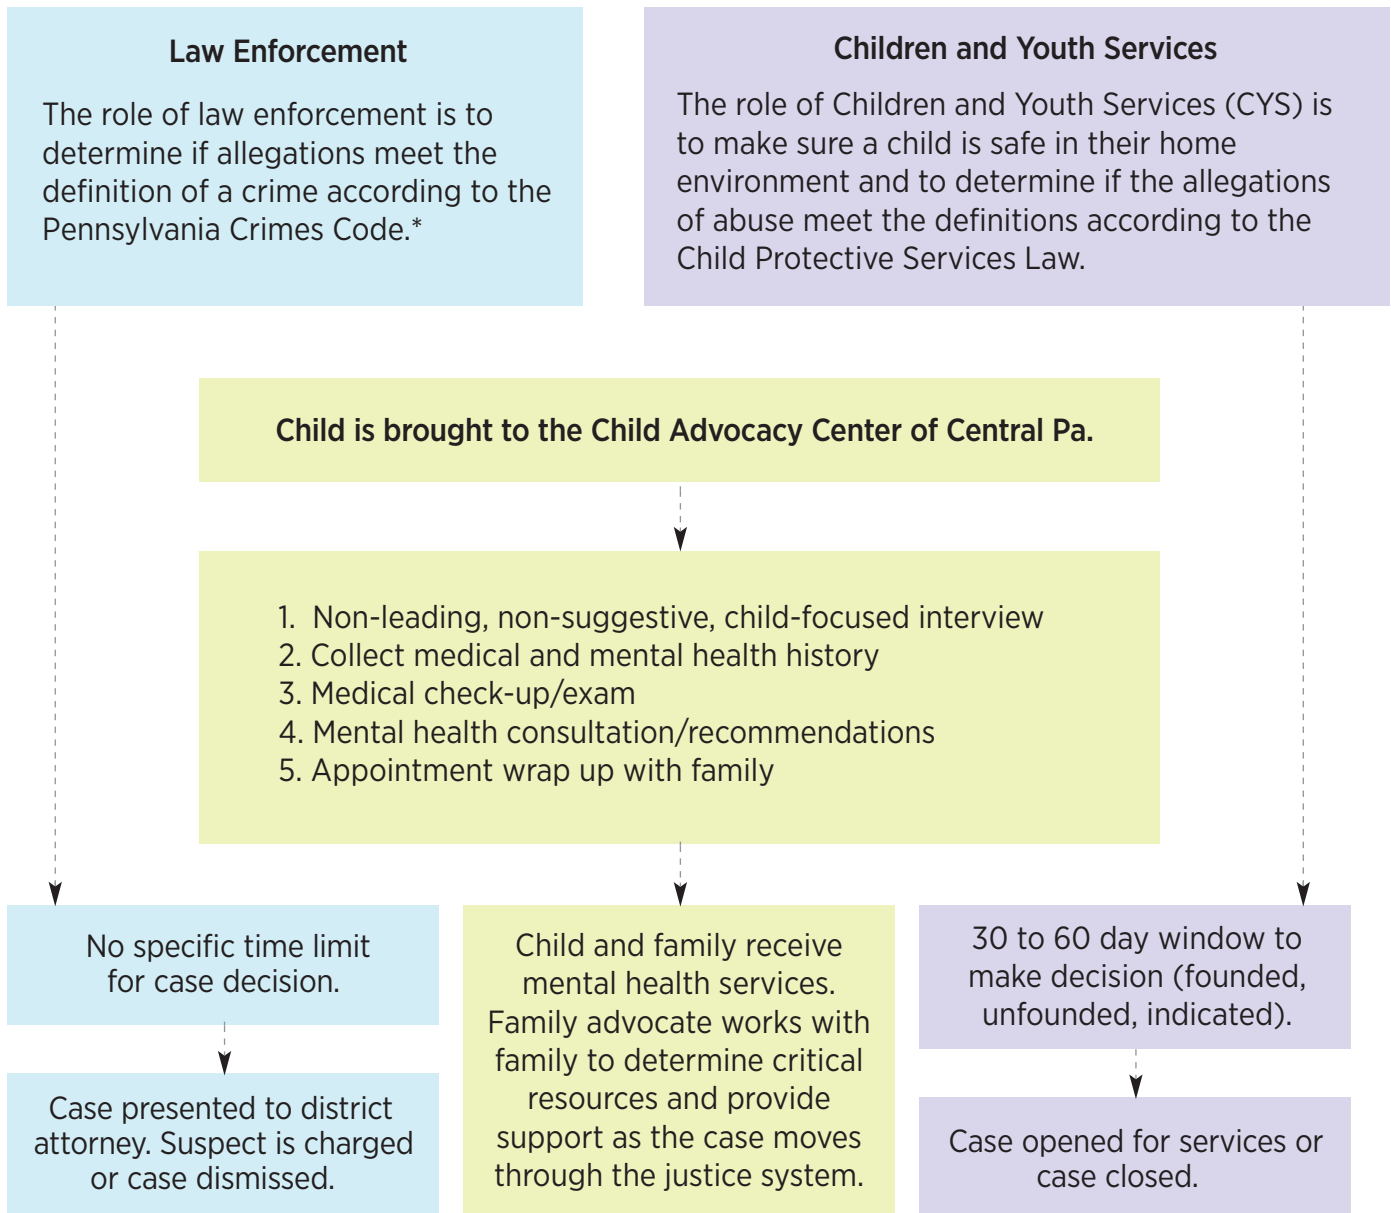 Law Enforcement
The role of law enforcement is to
determine if allegations meet the
definition of a crime according to the
Pennsylvania Crimes Code.*
Children and Youth Services
The role of Children and Youth Services (CYS) is
to make sure a child is safe in their home
environment and to determine if the allegations
of abuse meet the definitions according to the
Child Protective Services Law.
Child is brought to the Child Advocacy Center of Central Pa.
1. Non-leading, non-suggestive, child-focused interview
2. Collect medical and mental health history
3. Medical check-up/exam
4. Mental health consultation/recommendations
5. Appointment wrap up with family
No specific time limit
for case decision.
Case presented to district
attorney. Suspect is charged
or case dismissed.
Child and family receive
mental health services.
Family advocate works with
family to determine critical
resources and provide
support as the case moves
through the justice system.
30 to 60 day window to
make decision (founded,
unfounded, indicated).
Case opened for services or
case closed.